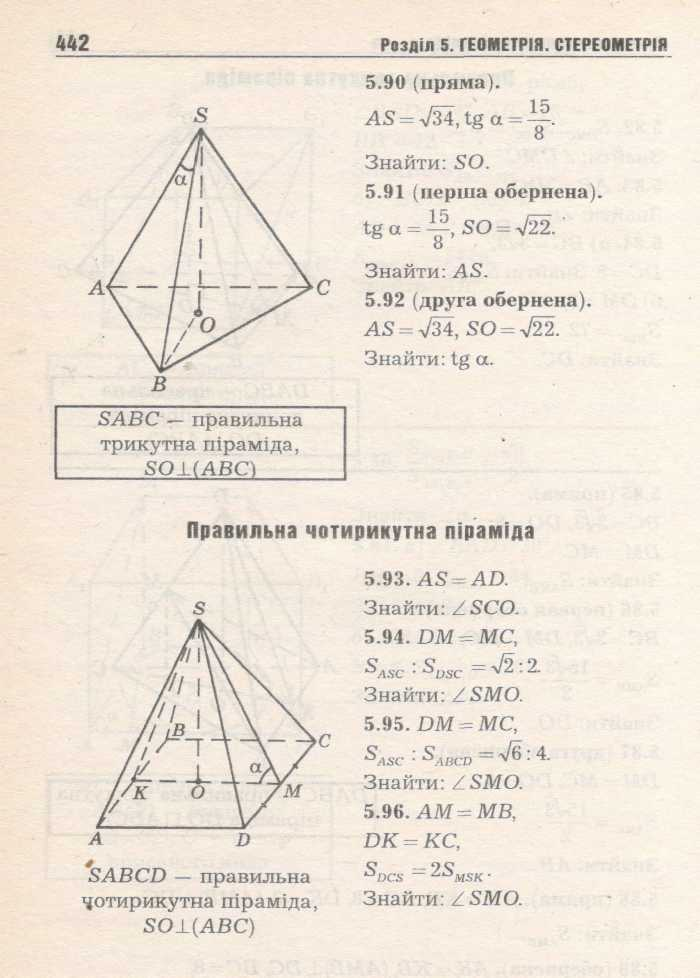 442
Розділ 5. ГЕОМЕТРІЯ. СТЕРЕОМЕТРІЯ
S
α
A
C
O
B
SABC — правильна
трикутна піраміда,
SO⊥(ABC)
5.90 (пряма).
AS = √34, tg α = 15/8.
Знайти: SO.
5.91 (перша обернена).
tg α = 15/8, SO = √22.
Знайти: AS.
5.92 (друга обернена).
AS = √34, SO = √22.
Знайти: tg α.
Правильна чотирикутна піраміда
S
B
C
α
K
O
M
A
D
SABCD — правильна
чотирикутна піраміда,
SO⊥(ABC)
5.93. AS = AD.
Знайти: ∠SCO.
5.94. DM = MC,
S_ASC : S_DSC = √2 : 2.
Знайти: ∠SMO.
5.95. DM = MC,
S_ASC : S_ABCD = √6 : 4.
Знайти: ∠SMO.
5.96. AM = MB,
DK = KC,
S_DCS = 2S_MSK.
Знайти: ∠SMO.